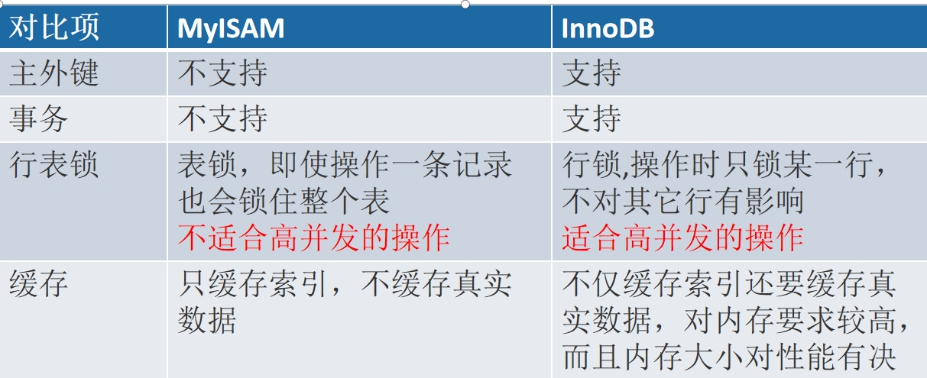 对比项 MyISAM InnoDB
主外键 不支持 支持
事务 不支持 支持
行表锁 表锁，即使操作一条记录 行锁,操作时只锁某一行，
也会锁住整个表 不对其它行有影响
不适合高并发的操作 适合高并发的操作
缓存 只缓存索引，不缓存真实 不仅缓存索引还要缓存真
数据 实数据，对内存要求较高，
而且内存大小对性能有决